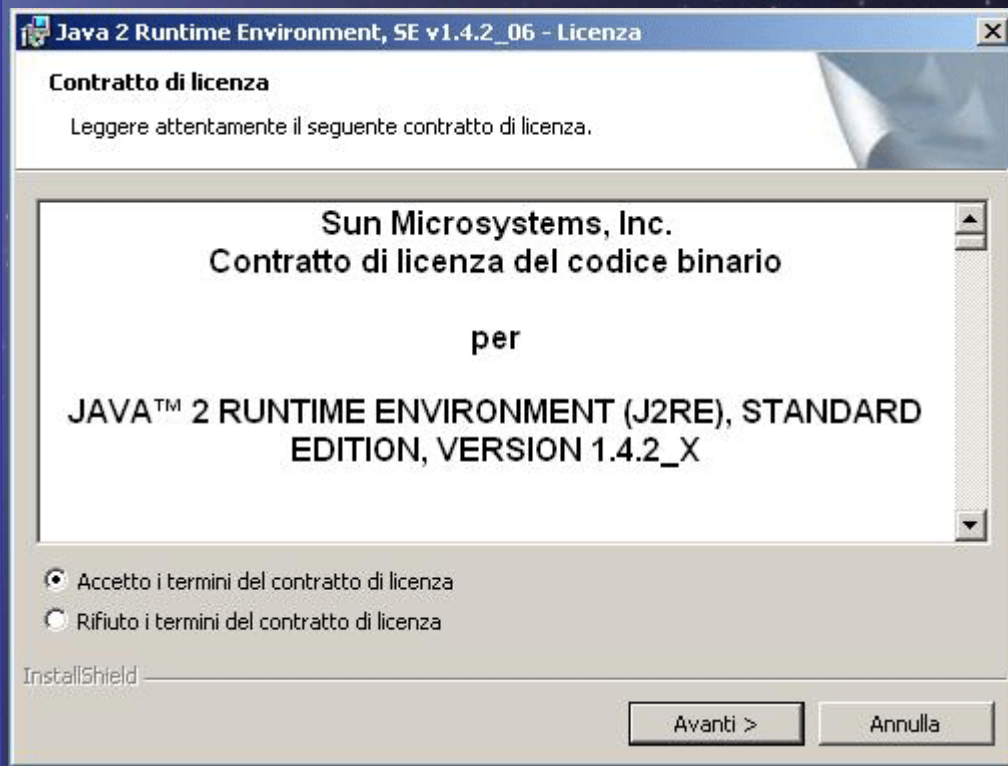 Java 2 Runtime Environment, SE v1.4.2_06 - Licenza
Contratto di licenza
Leggere attentamente il seguente contratto di licenza.
Sun Microsystems, Inc.
Contratto di licenza del codice binario
per
JAVA™ 2 RUNTIME ENVIRONMENT (J2RE), STANDARD
EDITION, VERSION 1.4.2_X
Accetto i termini del contratto di licenza
Rifiuto i termini del contratto di licenza
InstallShield
Avanti >
Annulla